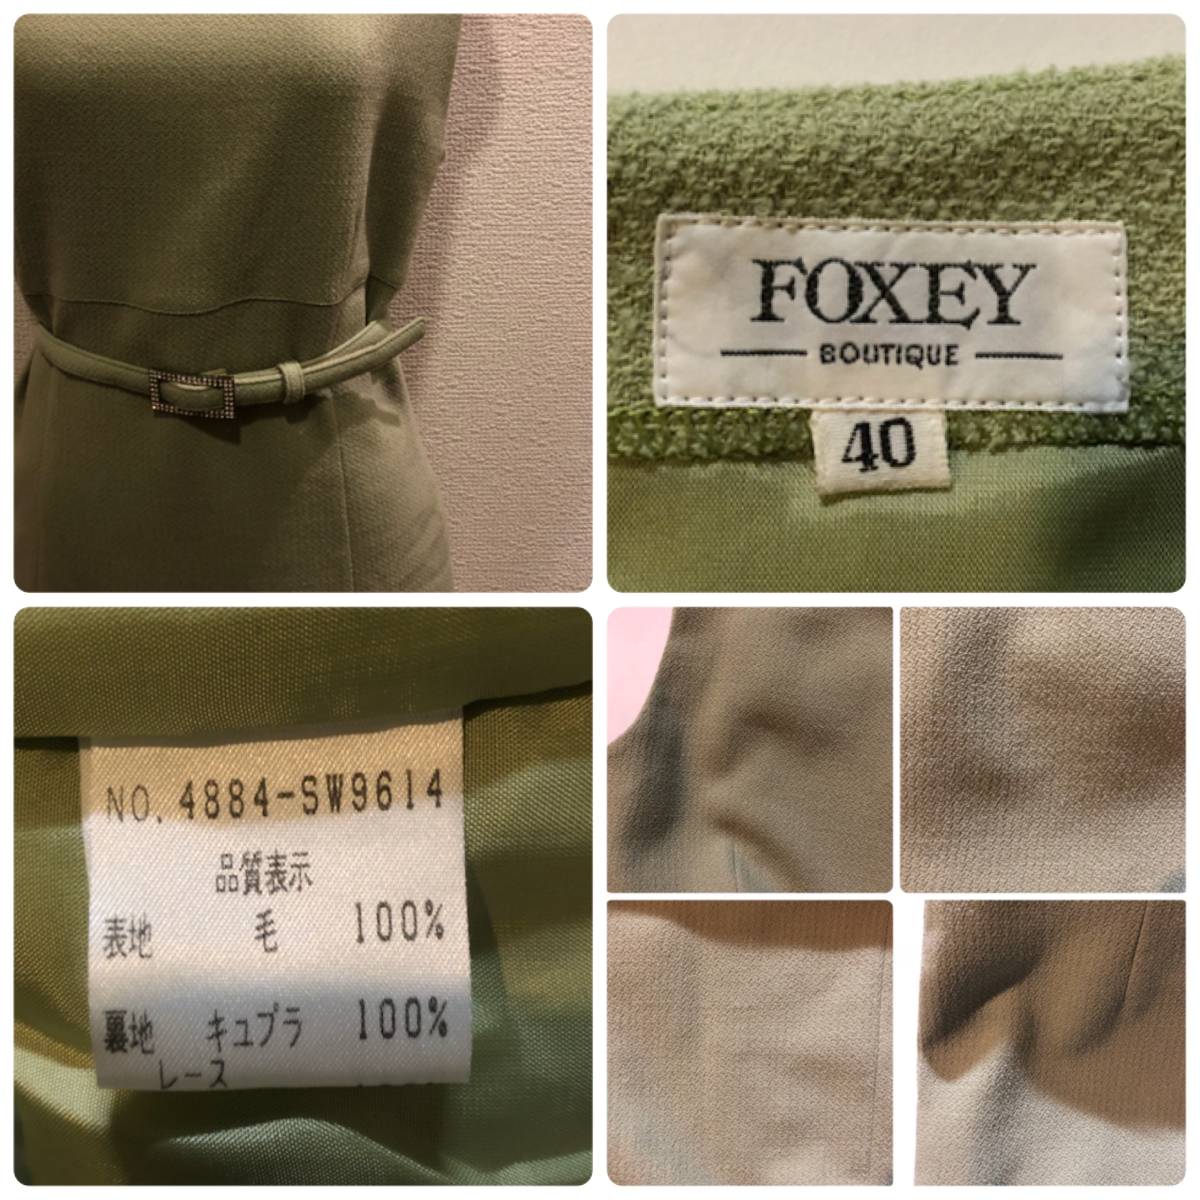 FOXEY
BOUTIQUE
40
NO. 4884-SW9614
品質表示
表地 毛 100%
裏地 キュプラ 100%
レース